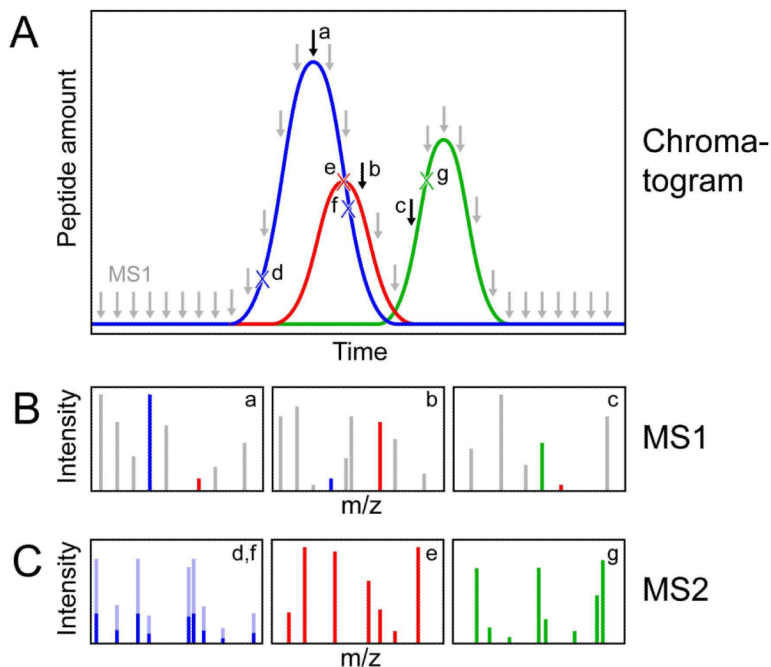 A
Peptide amount
MS1
a
b
c
d
e
f
g
Time
Chroma-
togram
B
Intensity
a
b
c
m/z
MS1
C
Intensity
d,f
e
g
m/z
MS2